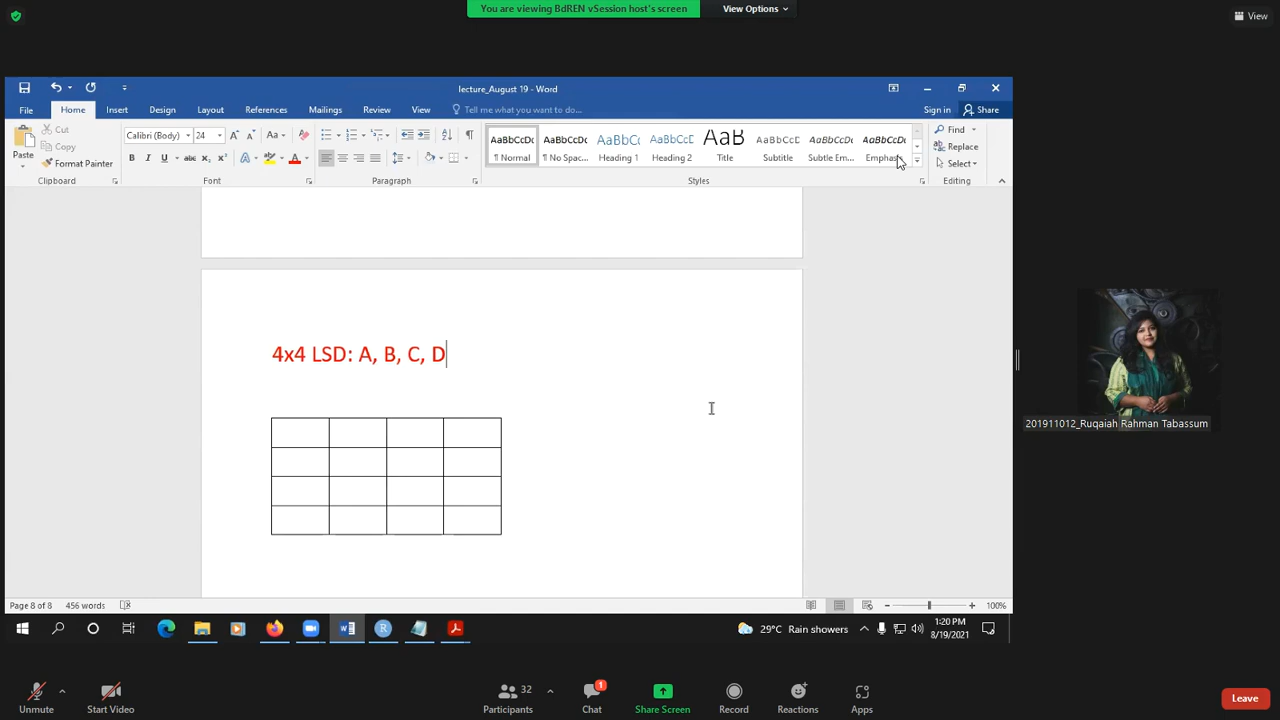 You are viewing BdREN vSession host's screen
View Options
View
lecture_August 19 - Word
File
Home
Insert
Design
Layout
References
Mailings
Review
View
Tell me what you want to do...
Sign in
Share
Paste
Cut
Copy
Format Painter
Clipboard
Calibri (Body)
24
Font
Paragraph
AaBbCcDc
¶ Normal
AaBbCcDc
¶ No Spac...
AaBbCc
Heading 1
AaBbCcE
Heading 2
AaB
Title
AaBbCcD
Subtitle
AaBbCcDc
Subtle Em...
AaBbCcDc
Emphasis
Styles
Find
Replace
Select
Editing
4x4 LSD: A, B, C, D
201911012_Ruqaiah Rahman Tabassum
Page 8 of 8
456 words
100%
29°C Rain showers
1:20 PM
8/19/2021
Unmute
Start Video
32
Participants
1
Chat
Share Screen
Record
Reactions
Apps
Leave